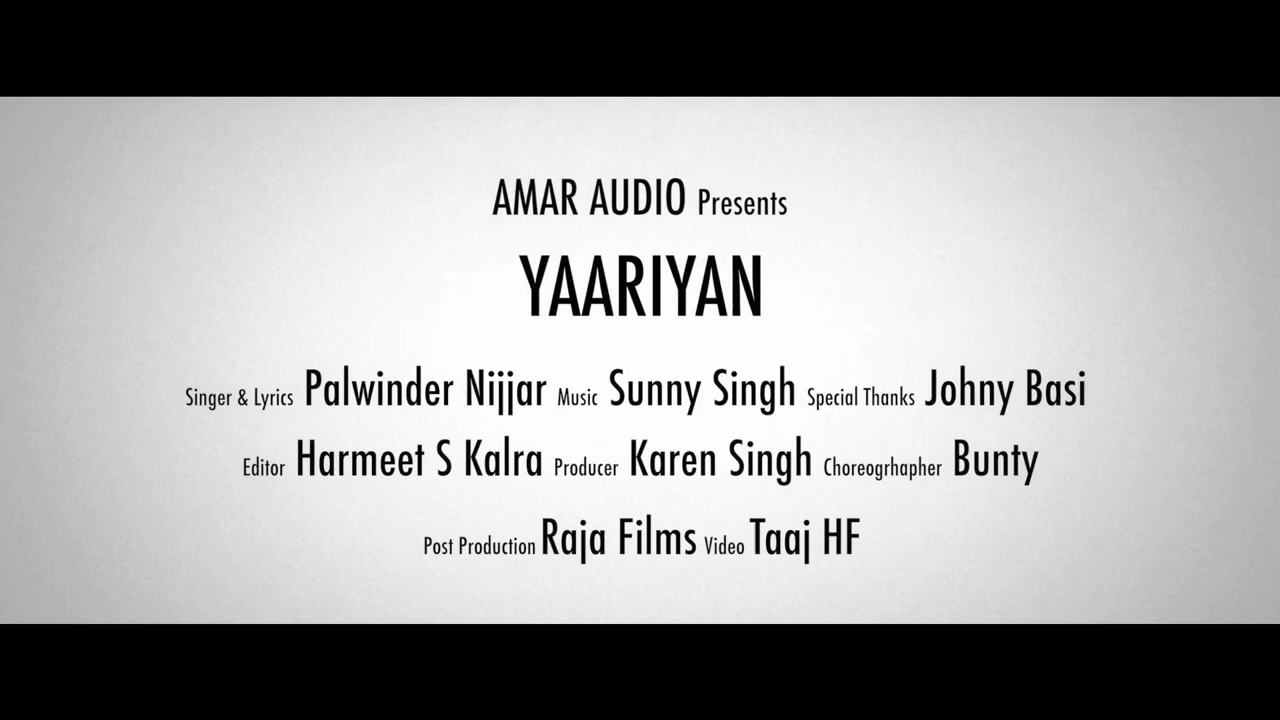 AMAR AUDIO Presents
YAARIYAN
Singer & Lyrics Palwinder Nijjar Music Sunny Singh Special Thanks Johny Basi
Editor Harmeet S Kalra Producer Karen Singh Choreogrhapher Bunty
Post Production Raja Films Video Taaj HF